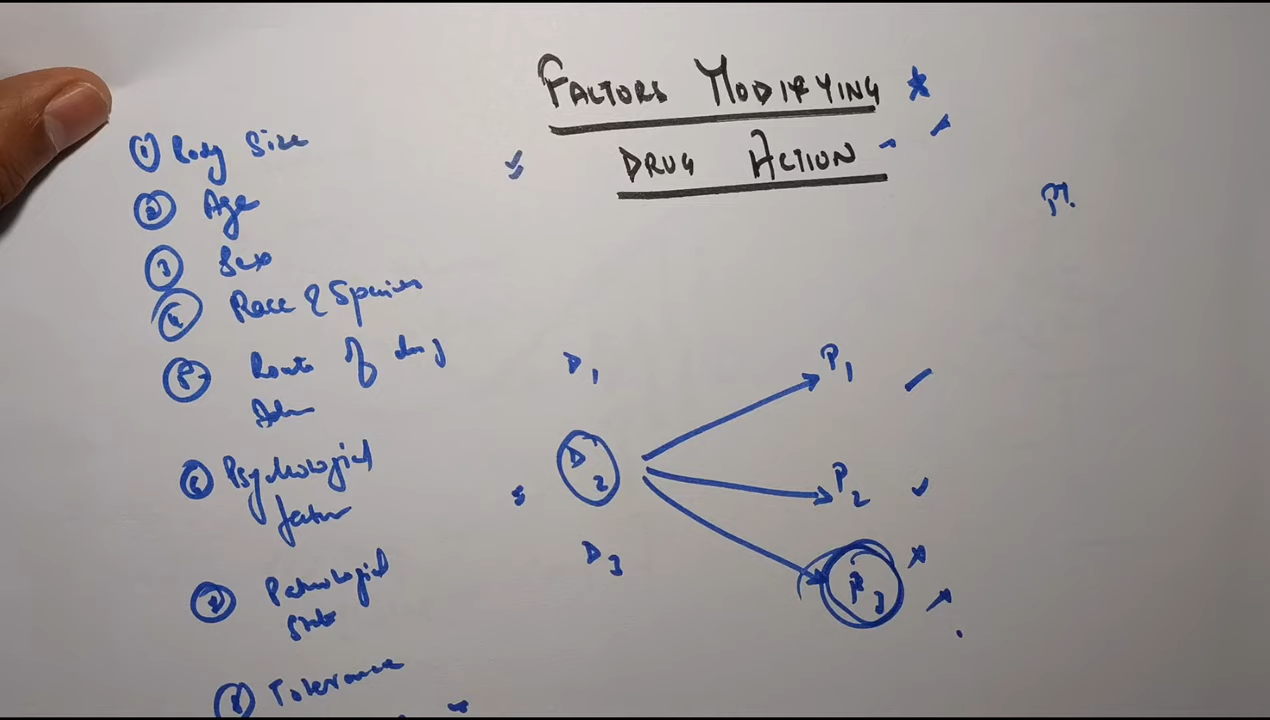 FACTORS MODIFYING
DRUG ACTION
① Body Size
② Age
③ Sex
④ Race & Species
⑤ Route of drug
Adm
⑥ Psychological
factor
⑦ Pathological
State
⑧ Tolerance
D1
D2
D3
P1
P2
P3